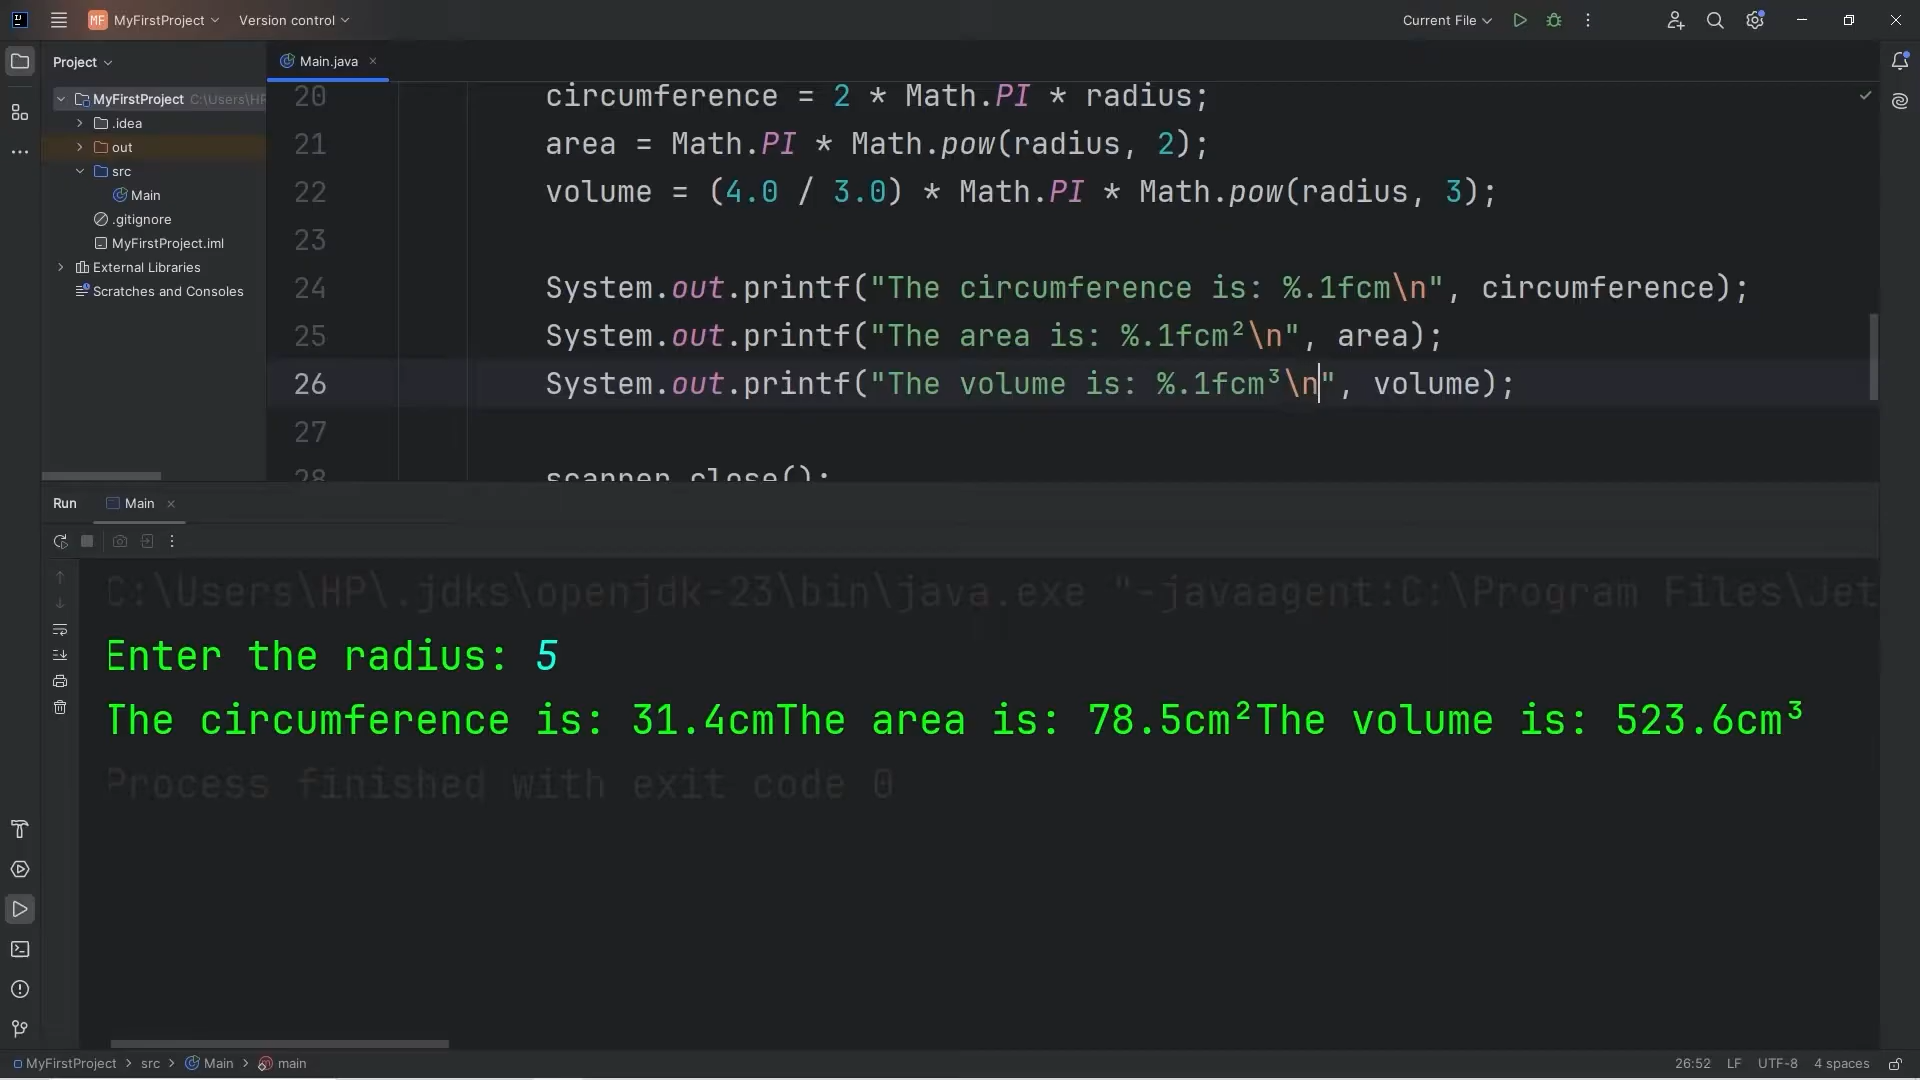 MF MyFirstProject Version control Current File
Project
Main.java
MyFirstProject C:\Users\HP
.idea
out
src
Main
.gitignore
MyFirstProject.iml
External Libraries
Scratches and Consoles
20 circumference = 2 * Math.PI * radius;
21 area = Math.PI * Math.pow(radius, 2);
22 volume = (4.0 / 3.0) * Math.PI * Math.pow(radius, 3);
23
24 System.out.printf("The circumference is: %.1fcm\n", circumference);
25 System.out.printf("The area is: %.1fcm²\n", area);
26 System.out.printf("The volume is: %.1fcm³\n", volume);
27
28 scanner.close();
Run Main
C:\Users\HP\.jdks\openjdk-23\bin\java.exe "-javaagent:C:\Program Files\Jet
Enter the radius: 5
The circumference is: 31.4cmThe area is: 78.5cm²The volume is: 523.6cm³
Process finished with exit code 0
MyFirstProject > src > Main > main 26:52 LF UTF-8 4 spaces